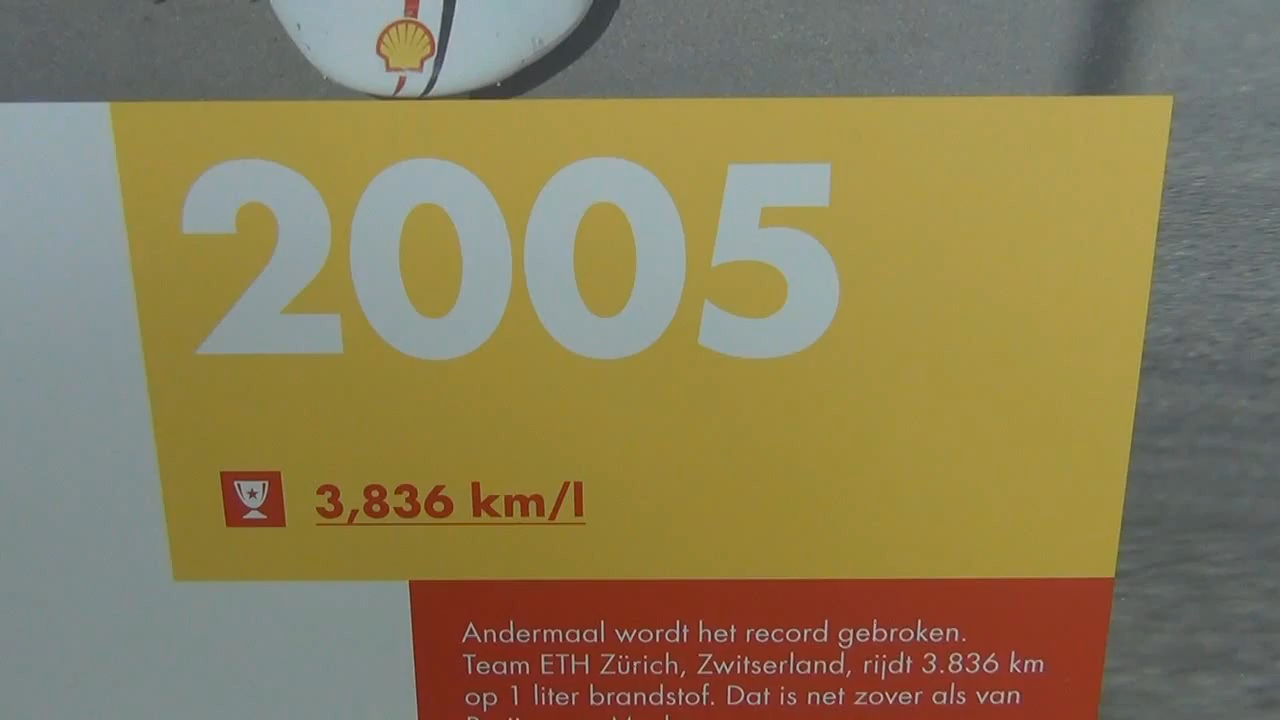 2005
3,836 km/l
Andermaal wordt het record gebroken.
Team ETH Zürich, Zwitserland, rijdt 3.836 km
op 1 liter brandstof. Dat is net zover als van